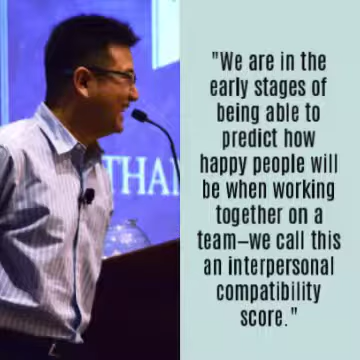 THAN
"We are in the
early stages of
being able to
predict how
happy people will
be when working
together on a
team—we call this
an interpersonal
compatibility
score."